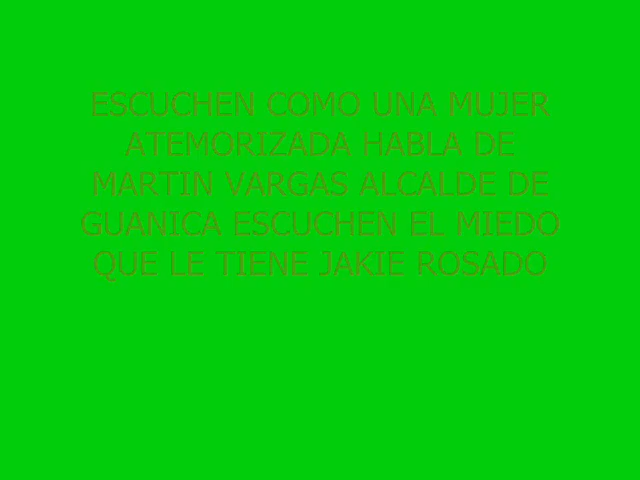 ESCUCHEN COMO UNA MUJER
ATEMORIZADA HABLA DE
MARTIN VARGAS ALCALDE DE
GUANICA ESCUCHEN EL MIEDO
QUE LE TIENE JAKIE ROSADO